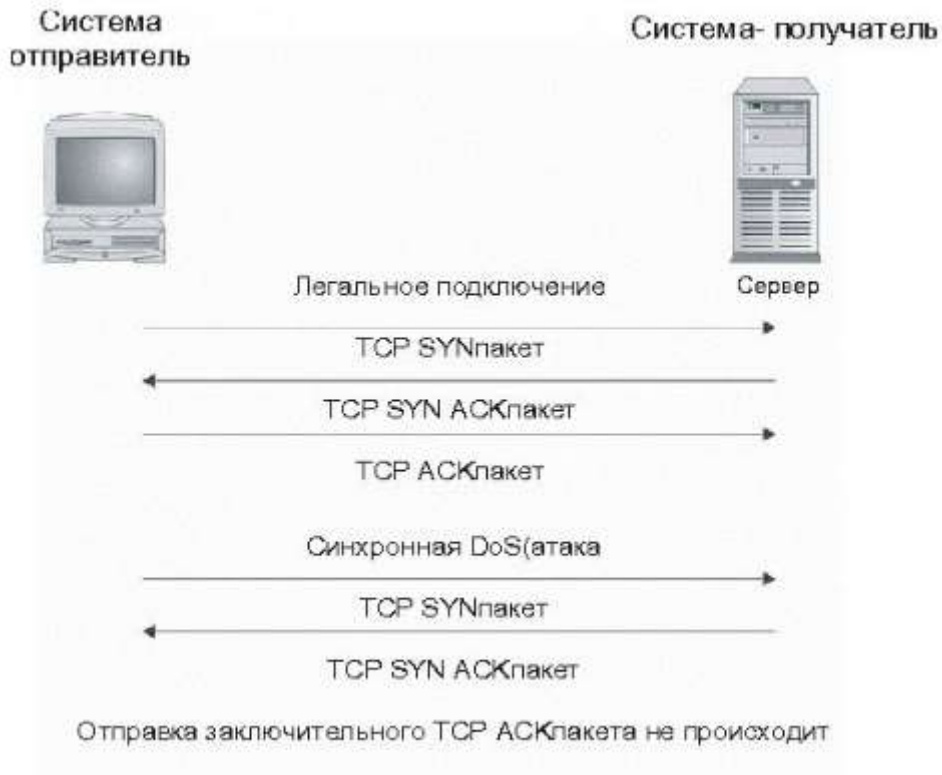 Система
отправитель
Система- получатель
Сервер
Легальное подключение
TCP SYNпакет
TCP SYN ACKпакет
TCP ACKпакет
Синхронная DoS(атака
TCP SYNпакет
TCP SYN ACKпакет
Отправка заключительного TCP ACKпакета не происходит